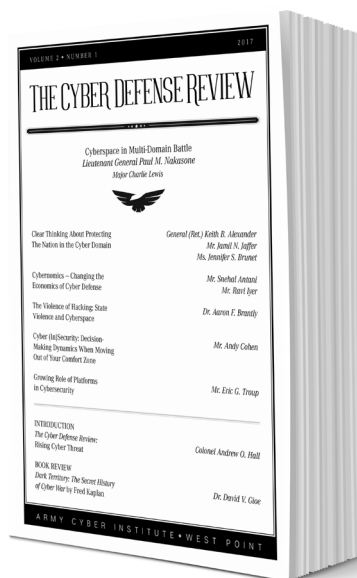 VOLUME 2 • NUMBER 1
2017
THE CYBER DEFENSE REVIEW
Cyberspace in Multi-Domain Battle
Lieutenant General Paul M. Nakasone
Major Charlie Lewis
Clear Thinking About Protecting
The Nation in the Cyber Domain
General (Ret.) Keith B. Alexander
Mr. Jamil N. Jaffer
Ms. Jennifer S. Brunet
Cybernomics – Changing the
Economics of Cyber Defense
Mr. Snehal Antani
Mr. Ravi Iyer
The Violence of Hacking: State
Violence and Cyberspace
Dr. Aaron F. Brantly
Cyber (In)Security: Decision-
Making Dynamics When Moving
Out of Your Comfort Zone
Mr. Andy Cohen
Growing Role of Platforms
in Cybersecurity
Mr. Eric G. Troup
INTRODUCTION
The Cyber Defense Review:
Rising Cyber Threat
Colonel Andrew O. Hall
BOOK REVIEW
Dark Territory: The Secret History
of Cyber War by Fred Kaplan
Dr. David V. Gioe
ARMY CYBER INSTITUTE • WEST POINT